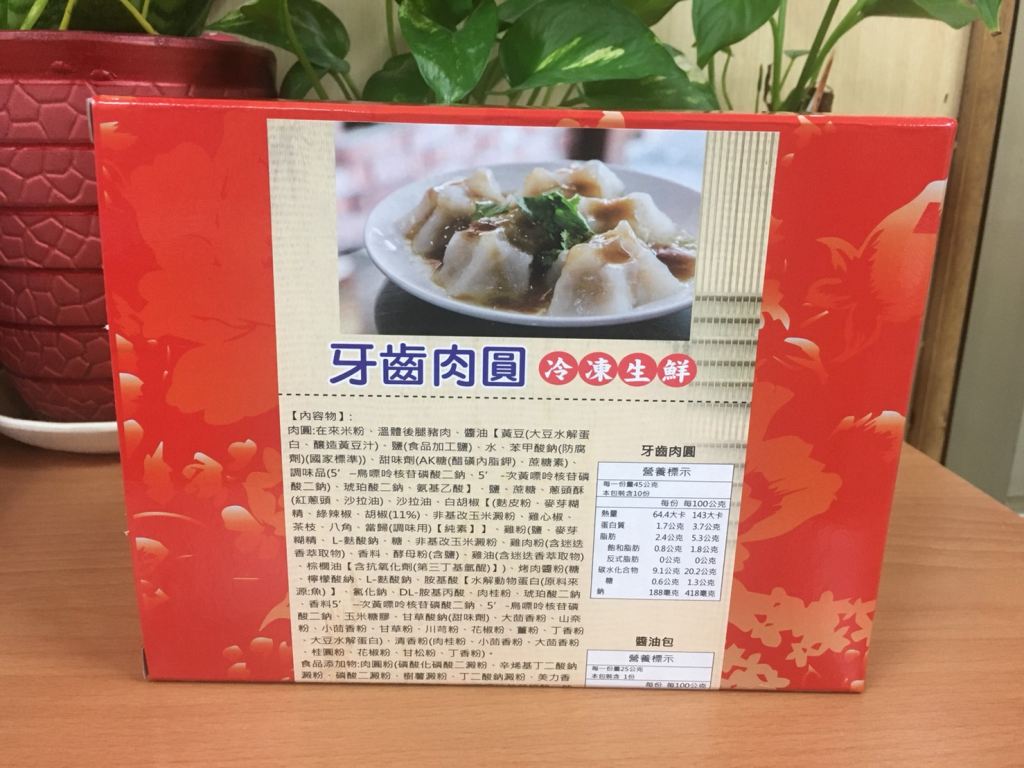 牙齒肉圓 冷凍生鮮
【內容物】:
肉圓:在來米粉、溫體後腿豬肉、醬油【黃豆(大豆水解蛋
白、釀造黃豆汁)、鹽(食品加工鹽)、水、苯甲酸鈉(防腐
劑)(國家標準))、甜味劑(AK糖(醋磺內脂鉀)、蔗糖素)、
調味品(5’–鳥嘌呤核苷磷酸二鈉、5’–次黃嘌呤核苷磷
酸二鈉)、琥珀酸二鈉、氨基乙酸】、鹽、蔗糖、蔥頭酥
(紅蔥頭、沙拉油)、沙拉油、白胡椒【(麩皮粉、麥芽糊
精、綠辣椒、胡椒(11%)、非基改玉米澱粉、雞心椒、
茶枝、八角、當歸(調味用)【純素】】、雞粉(鹽、麥芽
糊精、L-麩酸鈉、糖、非基改玉米澱粉、雞肉粉(含迷迭
香萃取物)、香料、酵母粉(含鹽)、雞油(含迷迭香萃取物)
、棕櫚油【含抗氧化劑(第三丁基氫醌)】)、烤肉醬粉(糖
、檸檬酸鈉、L-麩酸鈉、胺基酸【水解動物蛋白(原料來
源:魚)】、氯化鈉、DL-胺基丙酸、肉桂粉、琥珀酸二鈉
、香料5’–次黃嘌呤核苷磷酸二鈉、5’-鳥嘌呤核苷磷
酸二鈉、玉米糖膠、甘草酸鈉(甜味劑)、大茴香粉、山奈
粉、小茴香粉、甘草粉、川芎粉、花椒粉、薑粉、丁香粉
、大豆水解蛋白)、清香粉(肉桂粉、小茴香粉、大茴香粉
、桂圓粉、花椒粉、甘松粉、丁香粉)。
食品添加物:肉圓粉(磷酸化磷酸二澱粉、辛烯基丁二酸鈉
澱粉、磷酸二澱粉、樹薯澱粉、丁二酸鈉澱粉、美力香
牙齒肉圓
營養標示
每一份量45公克
本包裝含10份
每份 每100公克
熱量 64.4大卡 143大卡
蛋白質 1.7公克 3.7公克
脂肪 2.4公克 5.3公克
飽和脂肪 0.8公克 1.8公克
反式脂肪 0公克 0公克
碳水化合物 9.1公克 20.2公克
糖 0.6公克 1.3公克
鈉 188毫克 418毫克
醬油包
營養標示
每一份量25公克
本包裝含 1份
每份 每100公克